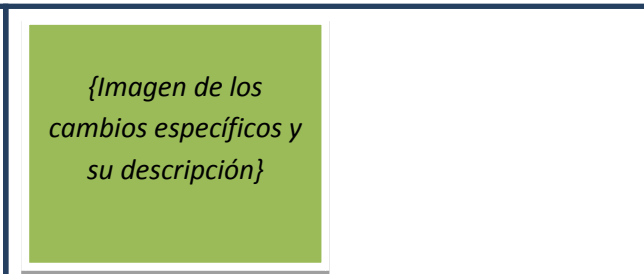 {Imagen de los
cambios específicos y
su descripción}